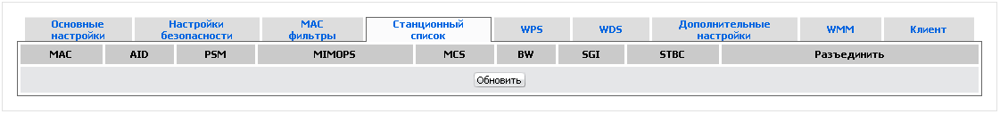 Основные настройки
Настройки безопасности
MAC фильтры
Станционный список
WPS
WDS
Дополнительные настройки
WMM
Клиент
MAC AID PSM MIMOPS MCS BW SGI STBC Разъединить
Обновить